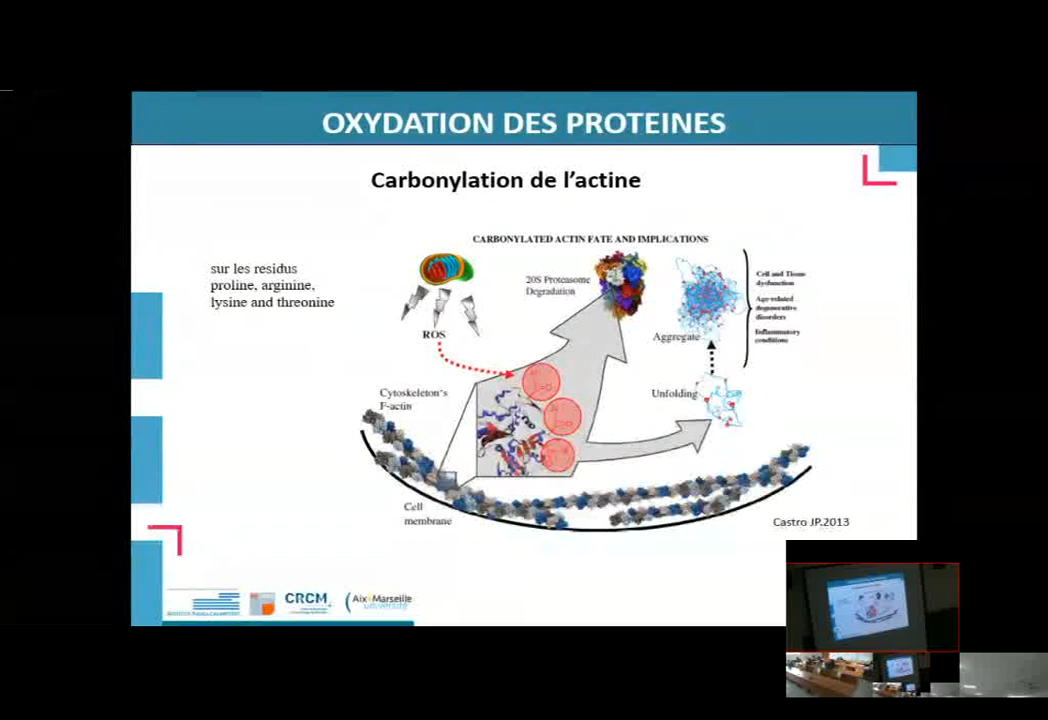 OXYDATION DES PROTEINES
Carbonylation de l'actine
CARBONYLATED ACTIN FATE AND IMPLICATIONS
sur les residus
proline, arginine,
lysine and threonine
20S Proteasome
Degradation
Cell and Tissue
dysfunction
Age-related
degenerative
disorders
Inflammatory
conditions
ROS
Aggregate
Cytoskeleton's
F-actin
Unfolding
Cell
membrane
Castro JP.2013
CRCM
Aix Marseille
université